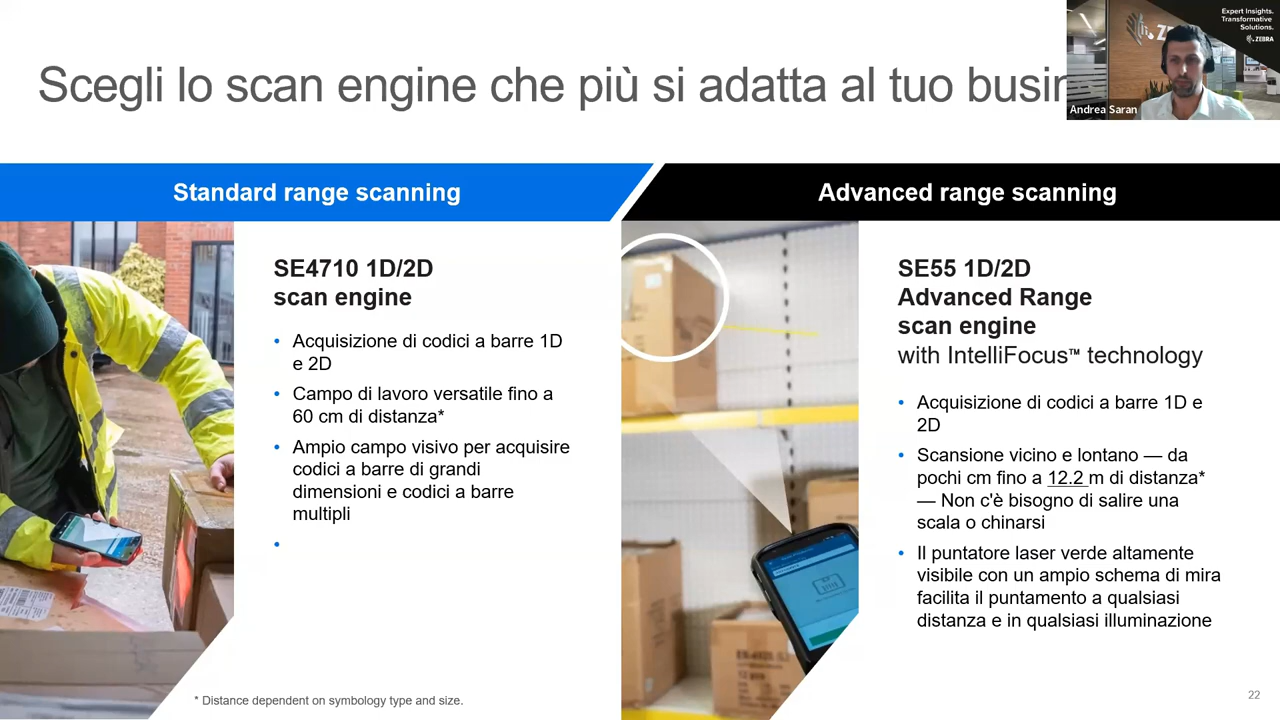 Scegli lo scan engine che più si adatta al tuo busin
Expert Insights.
Transformative
Solutions.
ZEBRA
Andrea Saran
Standard range scanning
Advanced range scanning
SE4710 1D/2D
scan engine
• Acquisizione di codici a barre 1D
e 2D
• Campo di lavoro versatile fino a
60 cm di distanza*
• Ampio campo visivo per acquisire
codici a barre di grandi
dimensioni e codici a barre
multipli
•
* Distance dependent on symbology type and size.
SE55 1D/2D
Advanced Range
scan engine
with IntelliFocus™ technology
• Acquisizione di codici a barre 1D e
2D
• Scansione vicino e lontano — da
pochi cm fino a 12.2 m di distanza*
— Non c'è bisogno di salire una
scala o chinarsi
• Il puntatore laser verde altamente
visibile con un ampio schema di mira
facilita il puntamento a qualsiasi
distanza e in qualsiasi illuminazione
22